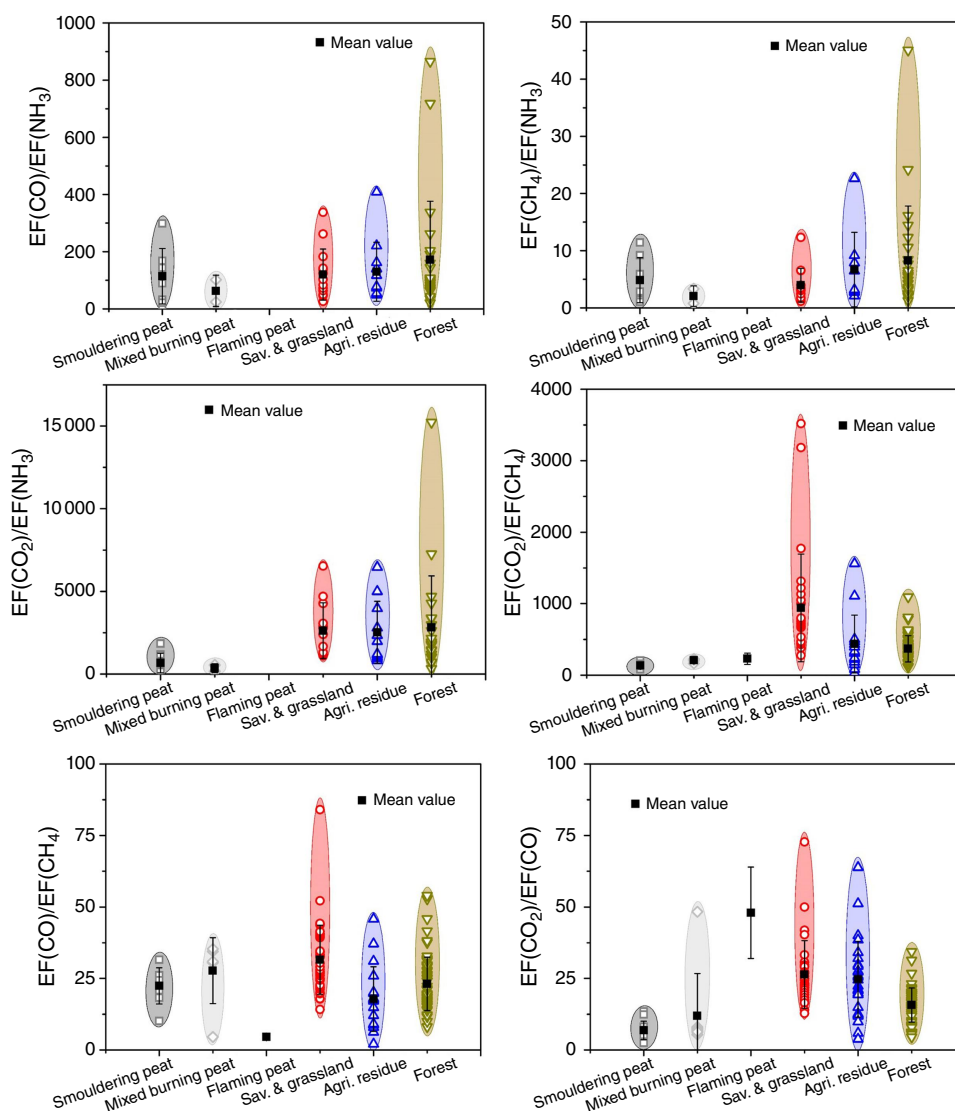 1000
800
600
400
200
0
EF(CO)/EF(NH3)
Mean value
Smouldering peat
Mixed burning peat
Flaming peat
Sav. & grassland
Agri. residue
Forest
50
40
30
20
10
0
EF(CH4)/EF(NH3)
Mean value
Smouldering peat
Mixed burning peat
Flaming peat
Sav. & grassland
Agri. residue
Forest
15 000
10 000
5000
0
EF(CO2)/EF(NH3)
Mean value
Smouldering peat
Mixed burning peat
Flaming peat
Sav. & grassland
Agri. residue
Forest
4000
3000
2000
1000
0
EF(CO2)/EF(CH4)
Mean value
Smouldering peat
Mixed burning peat
Flaming peat
Sav. & grassland
Agri. residue
Forest
100
75
50
25
0
EF(CO)/EF(CH4)
Mean value
Smouldering peat
Mixed burning peat
Flaming peat
Sav. & grassland
Agri. residue
Forest
100
75
50
25
0
EF(CO2)/EF(CO)
Mean value
Smouldering peat
Mixed burning peat
Flaming peat
Sav. & grassland
Agri. residue
Forest